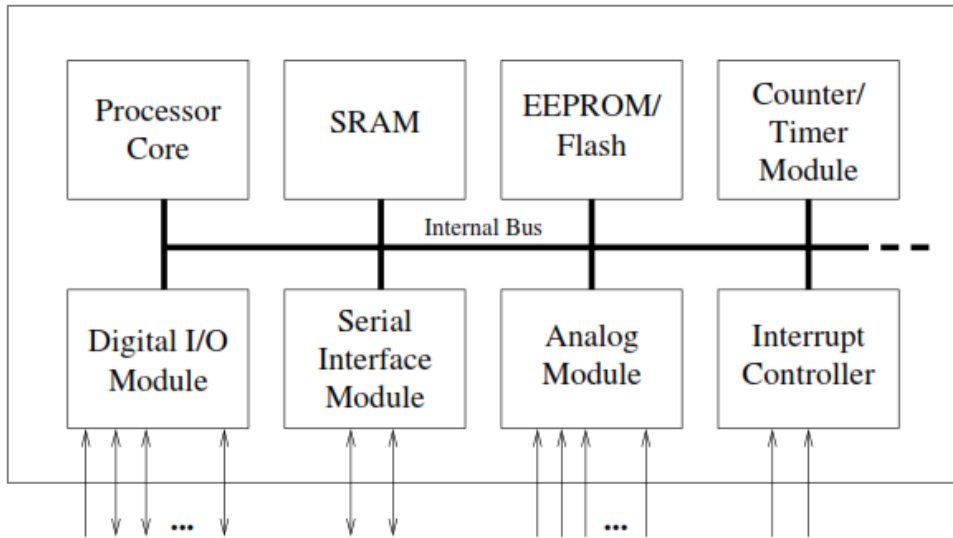 Processor
Core
SRAM
EEPROM/
Flash
Counter/
Timer
Module
Internal Bus
Digital I/O
Module
Serial
Interface
Module
Analog
Module
Interrupt
Controller
...
...